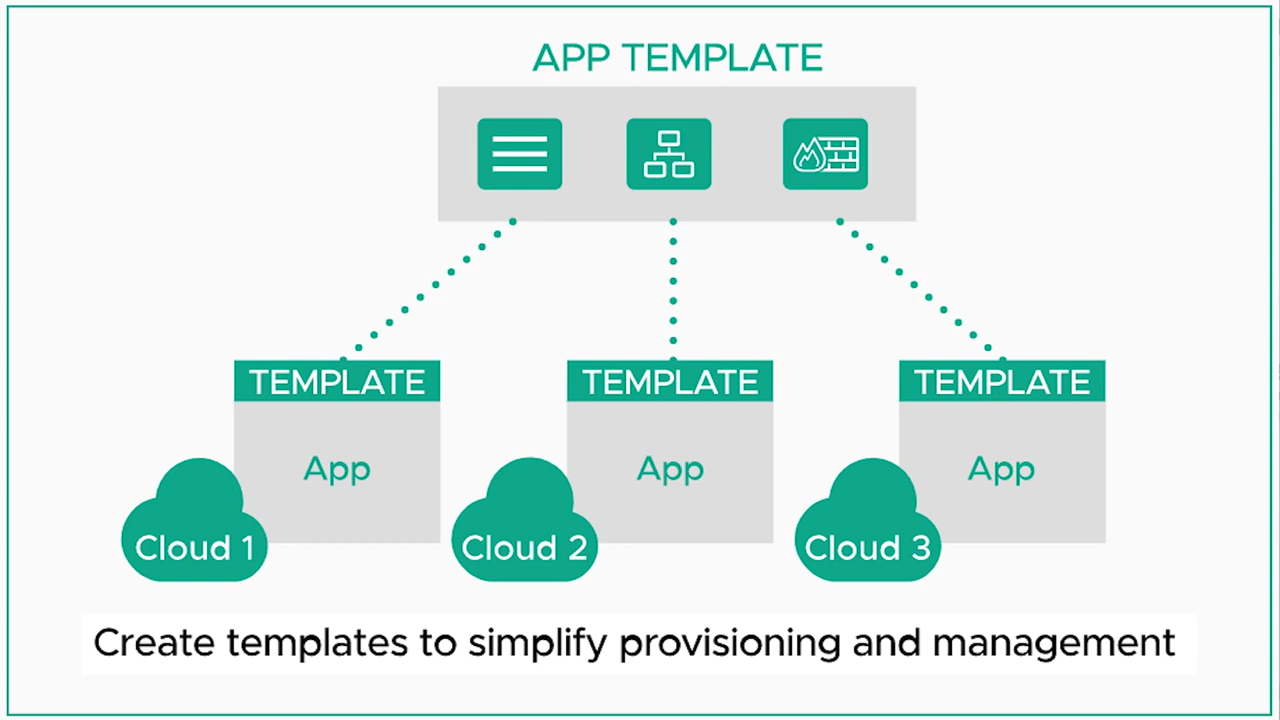 APP TEMPLATE
TEMPLATE
TEMPLATE
TEMPLATE
App
App
App
Cloud 1
Cloud 2
Cloud 3
Create templates to simplify provisioning and management